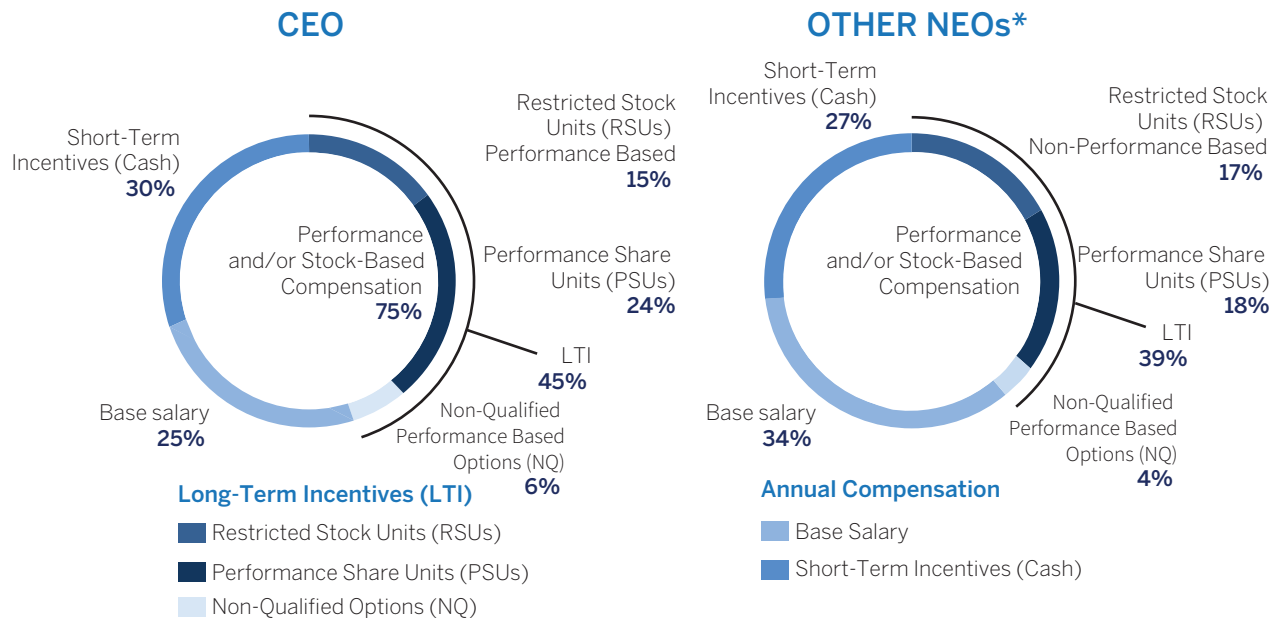 CEO
Short-Term
Incentives (Cash)
30%
Restricted Stock
Units (RSUs)
Performance Based
15%
Performance
and/or Stock-Based
Compensation
75%
Performance Share
Units (PSUs)
24%
LTI
45%
Base salary
25%
Non-Qualified
Performance Based
Options (NQ)
6%
Long-Term Incentives (LTI)
Restricted Stock Units (RSUs)
Performance Share Units (PSUs)
Non-Qualified Options (NQ)
OTHER NEOs*
Short-Term
Incentives (Cash)
27%
Restricted Stock
Units (RSUs)
Non-Performance Based
17%
Performance
and/or Stock-Based
Compensation
Performance Share
Units (PSUs)
18%
LTI
39%
Base salary
34%
Non-Qualified
Performance Based
Options (NQ)
4%
Annual Compensation
Base Salary
Short-Term Incentives (Cash)